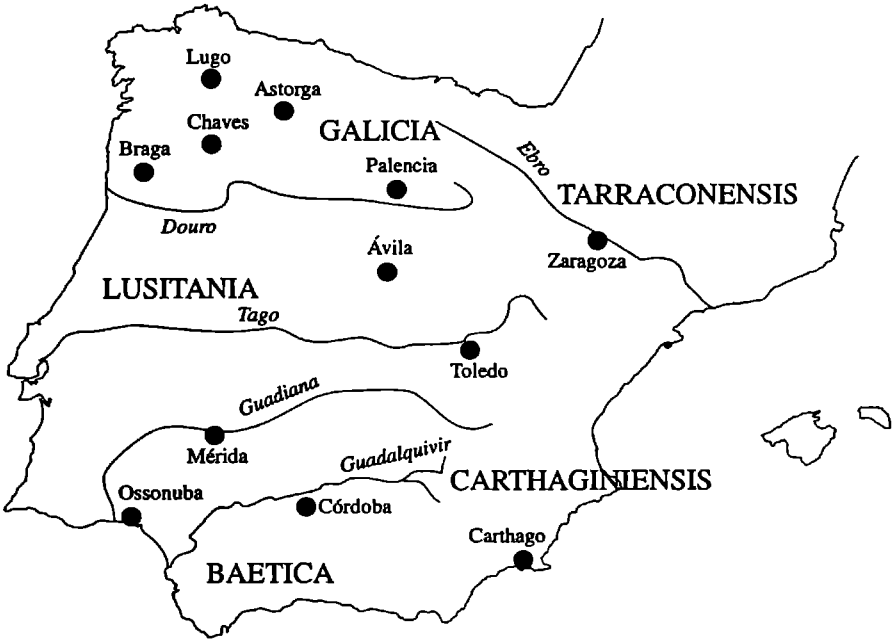 Lugo
Astorga
Chaves
GALICIA
Braga
Ebro
Palencia
TARRACONENSIS
Douro
Ávila
Zaragoza
LUSITANIA
Tago
Toledo
Guadiana
Mérida
Guadalquivir
CARTHAGINIENSIS
Ossonuba
Córdoba
Carthago
BAETICA